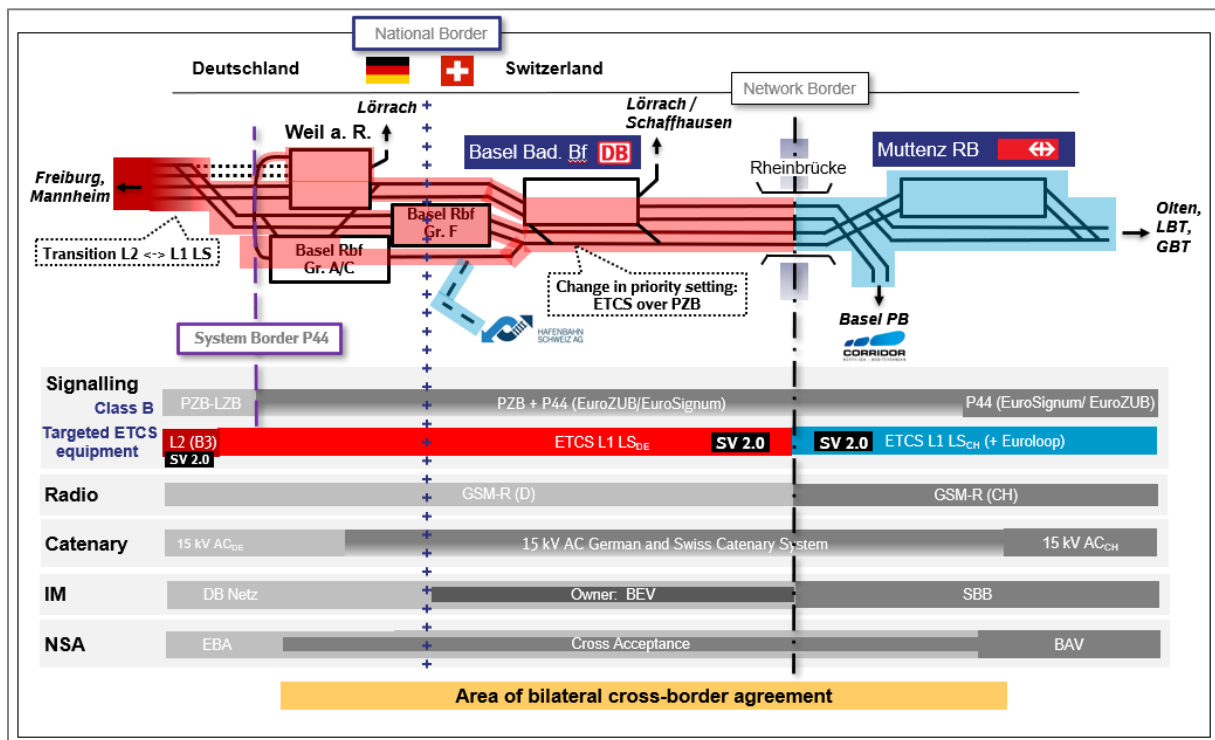 National Border
Deutschland
Switzerland
Network Border
Lörrach
Lörrach /
Schaffhausen
Weil a. R.
Basel Bad. Bf DB
Muttenz RB
Rheinbrücke
Freiburg,
Mannheim
Basel Rbf
Gr. F
Olten,
LBT,
GBT
Transition L2 <-> L1 LS
Basel Rbf
Gr. A/C
Change in priority setting:
ETCS over PZB
Basel PB
System Border P44
HAFENBAHN
SCHWEIZ AG
CORRIDOR
NORTH SEA - MEDITERRANEAN
Signalling
Class B
PZB-LZB
PZB + P44 (EuroZUB/EuroSignum)
P44 (EuroSignum/ EuroZUB)
Targeted ETCS
equipment
L2 (B3)
SV 2.0
ETCS L1 LSDE
SV 2.0
SV 2.0
ETCS L1 LSCH (+ Euroloop)
Radio
GSM-R (D)
GSM-R (CH)
Catenary
15 kV ACDE
15 kV AC German and Swiss Catenary System
15 kV ACCH
IM
DB Netz
Owner: BEV
SBB
NSA
EBA
Cross Acceptance
BAV
Area of bilateral cross-border agreement